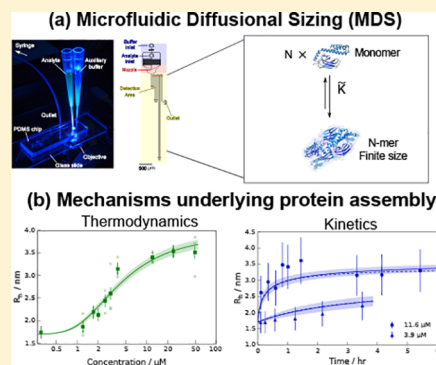 (a) Microfluidic Diffusional Sizing (MDS)
Syringe
Analyte
Auxiliary buffer
Outlet
PDMS chip
Glass slide
Objective
Buffer inlet
Analyte inlet
Nozzle
Detection Area
Outlet
500 μm
N ×
Monomer
K̃
N-mer
Finite size
(b) Mechanisms underlying protein assembly
Thermodynamics
Kinetics
Rh / nm
4.0
3.5
3.0
2.5
2.0
1.5
0.5
1
2
5
10
20
50
100
Concentration / μM
Rh / nm
4.5
4.0
3.5
3.0
2.5
2.0
1.5
1.0
0
1
2
3
4
5
Time / hr
11.6 μM
3.9 μM